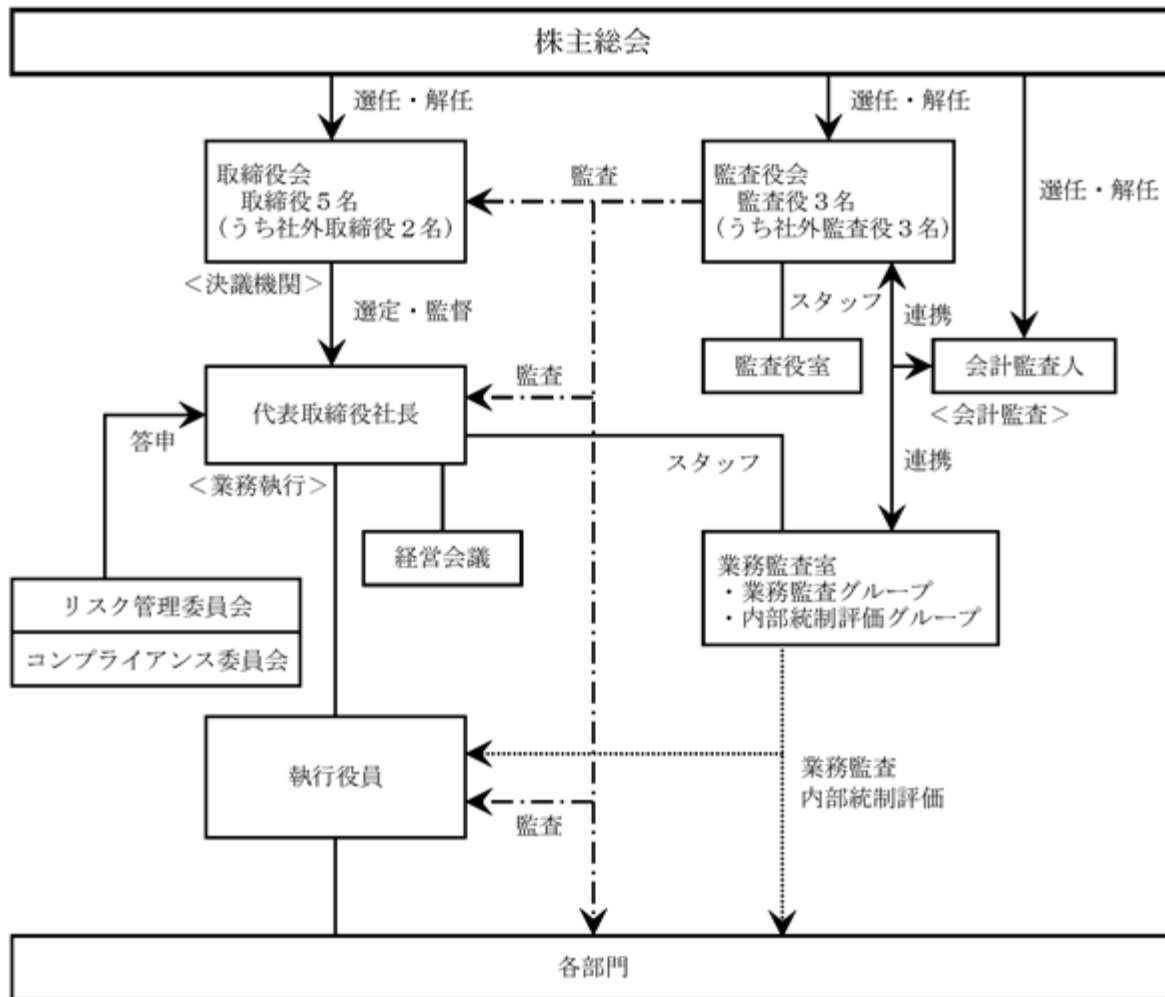 株主総会
選任・解任
選任・解任
選任・解任
取締役会
取締役5名
(うち社外取締役2名)
監査
監査役会
監査役3名
(うち社外監査役3名)
<決議機関>
選定・監督
スタッフ
連携
監査役室
会計監査人
<会計監査>
監査
代表取締役社長
答申
<業務執行>
スタッフ
連携
経営会議
業務監査室
・業務監査グループ
・内部統制評価グループ
リスク管理委員会
コンプライアンス委員会
執行役員
業務監査
内部統制評価
監査
各部門